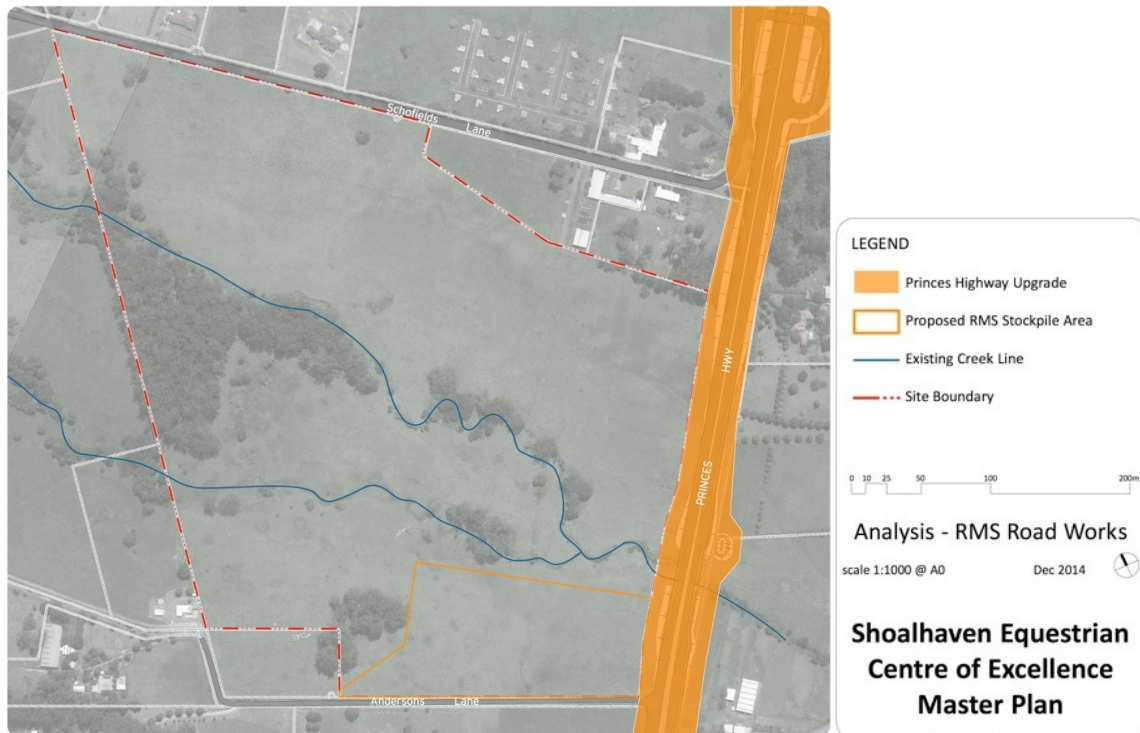 Schofields Lane
PRINCES HWY
Andersons Lane
LEGEND
Princes Highway Upgrade
Proposed RMS Stockpile Area
Existing Creek Line
Site Boundary
0 10 25 50 100 200m
Analysis - RMS Road Works
scale 1:1000 @ A0 Dec 2014
Shoalhaven Equestrian
Centre of Excellence
Master Plan